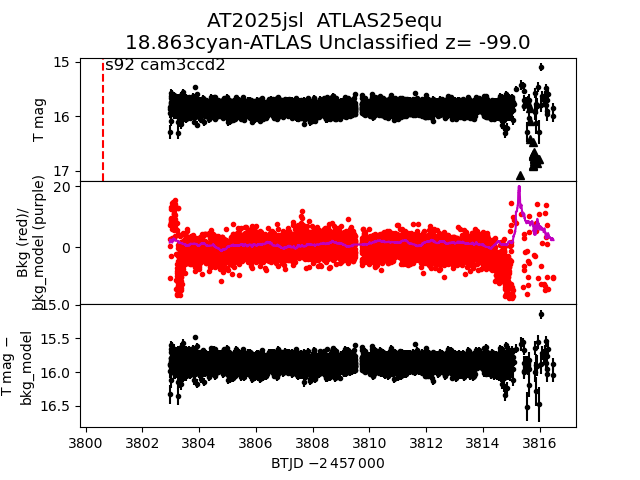 AT2025jsl  ATLAS25equ
18.863cyan-ATLAS Unclassified z= -99.0
s92 cam3ccd2
T mag
15
16
17
Bkg (red)/
bkg_model (purple)
20
0
T mag −
bkg_model
15.0
15.5
16.0
16.5
3800 3802 3804 3806 3808 3810 3812 3814 3816
BTJD −2 457 000